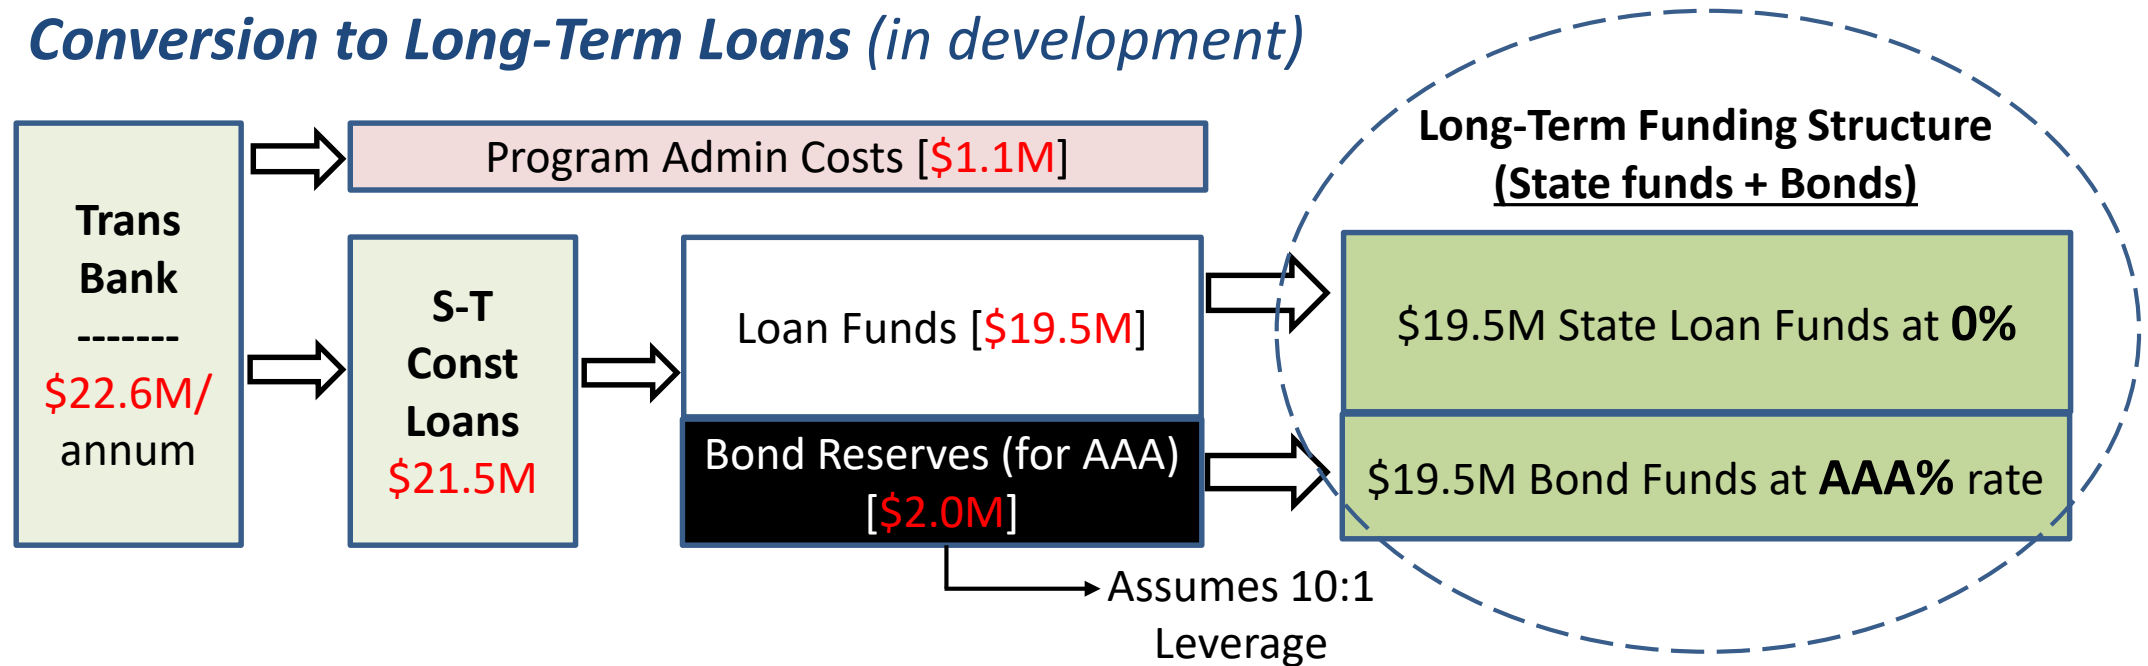 Conversion to Long-Term Loans (in development)
Trans
Bank
-------
$22.6M/
annum
Program Admin Costs [$1.1M]
S-T
Const
Loans
$21.5M
Loan Funds [$19.5M]
Bond Reserves (for AAA)
[$2.0M]
Assumes 10:1
Leverage
Long-Term Funding Structure
(State funds + Bonds)
$19.5M State Loan Funds at 0%
$19.5M Bond Funds at AAA% rate